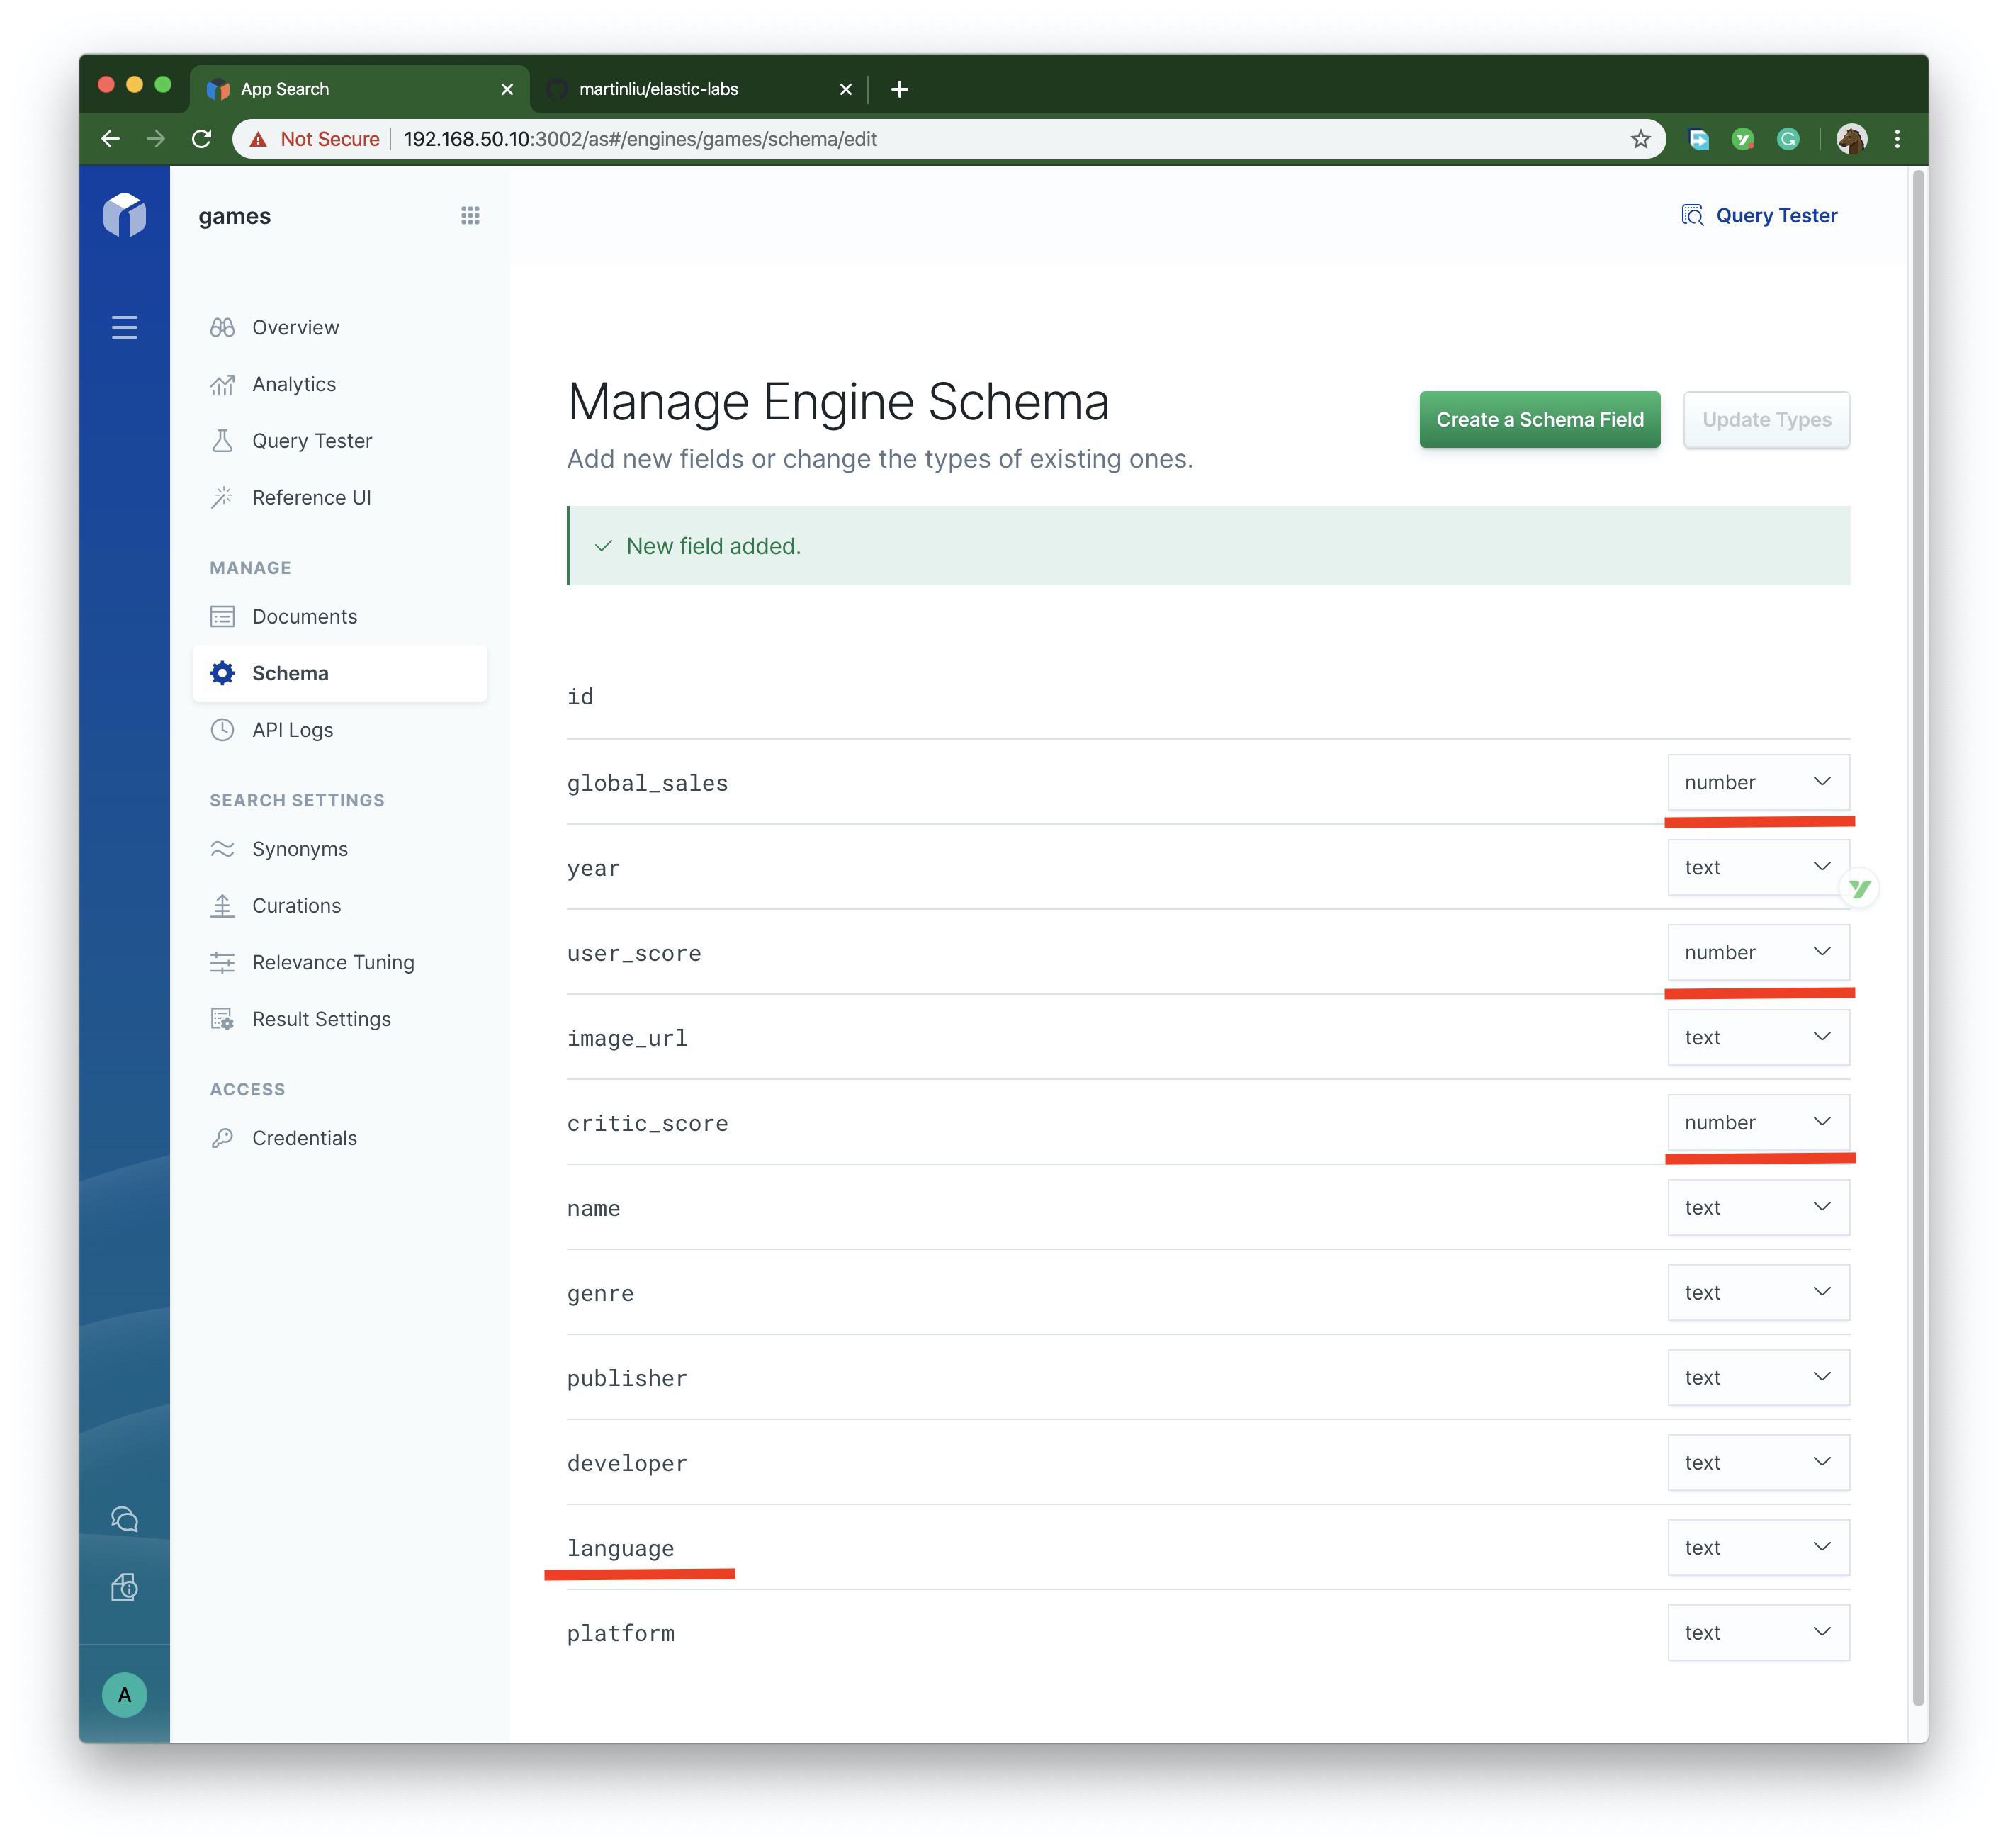 App Search
martinliu/elastic-labs
Not Secure
192.168.50.10:3002/as#/engines/games/schema/edit
games
Query Tester
Overview
Analytics
Query Tester
Reference UI
MANAGE
Documents
Schema
API Logs
SEARCH SETTINGS
Synonyms
Curations
Relevance Tuning
Result Settings
ACCESS
Credentials
A
Manage Engine Schema
Create a Schema Field
Update Types
Add new fields or change the types of existing ones.
New field added.
id
global_sales number
year text
user_score number
image_url text
critic_score number
name text
genre text
publisher text
developer text
language text
platform text